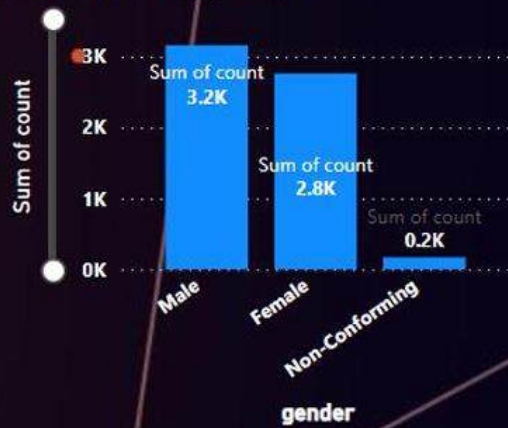 Sum of count
3K
2K
1K
0K
Sum of count
3.2K
Sum of count
2.8K
Sum of count
0.2K
Male
Female
Non-Conforming
gender